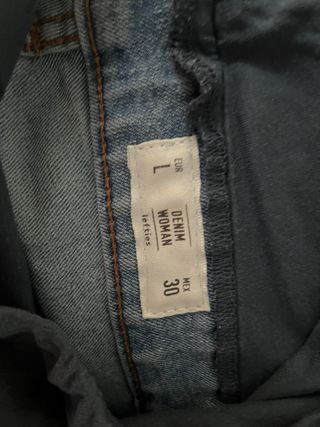 EUR
L
DENIM
WOMAN
lefties
MEX
30